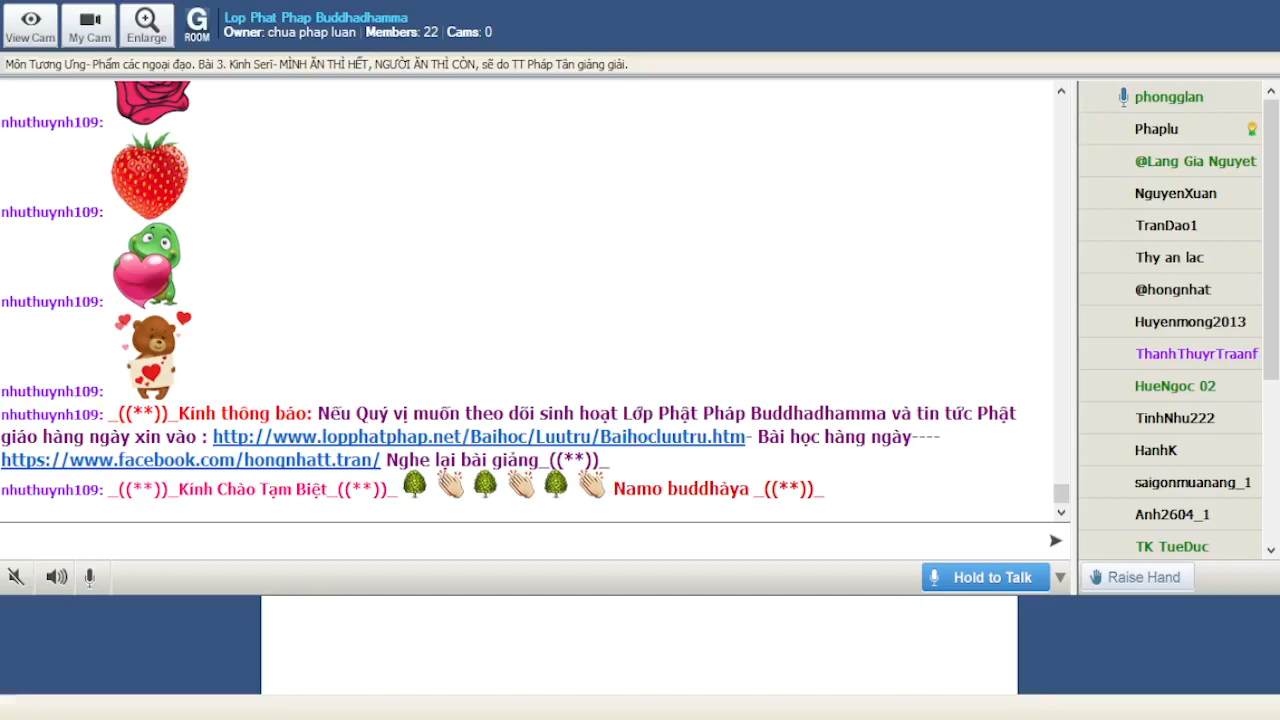 View Cam
My Cam
Enlarge
G
ROOM
Lop Phat Phap Buddhadhamma
Owner: chua phap luan | Members: 22 | Cams: 0
Môn Tương Ưng- Phẩm các ngoại đạo. Bài 3. Kinh Serī- MÌNH ĂN THÌ HẾT, NGƯỜI ĂN THÌ CÒN, sẽ do TT Pháp Tân giảng giải.
nhuthuynh109:
nhuthuynh109:
nhuthuynh109:
nhuthuynh109:
nhuthuynh109: _((**))_Kính thông báo: Nếu Quý vị muốn theo dõi sinh hoạt Lớp Phật Pháp Buddhadhamma và tin tức Phật
giáo hàng ngày xin vào : http://www.lopphatphap.net/Baihoc/Luutru/Baihocluutru.htm- Bài học hàng ngày----
https://www.facebook.com/hongnhatt.tran/ Nghe lại bài giảng_((**))_
nhuthuynh109: _((**))_Kính Chào Tạm Biệt_((**))_ Namo buddhàya _((**))_
phongglan
Phaplu
@Lang Gia Nguyet
NguyenXuan
TranDao1
Thy an lac
@hongnhat
Huyenmong2013
ThanhThuyrTraanf
HueNgoc 02
TinhNhu222
HanhK
saigonmuanang_1
Anh2604_1
TK TueDuc
Hold to Talk
Raise Hand